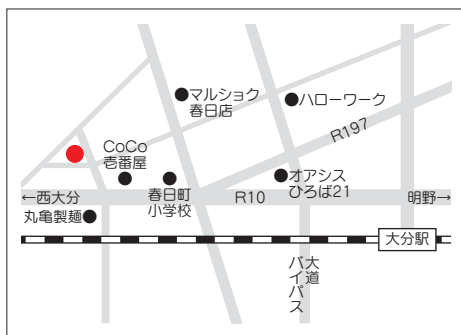 マルショク
春日店
ハローワーク
R197
CoCo
壱番屋
春日町
小学校
オアシス
ひろば21
←西大分
R10
明野→
丸亀製麺
大分駅
大道
バイパス